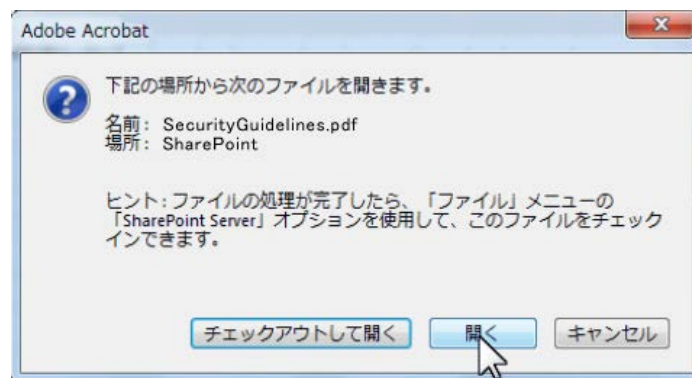 Adobe Acrobat
下記の場所から次のファイルを開きます。
名前： SecurityGuidelines.pdf
場所： SharePoint
ヒント：ファイルの処理が完了したら、「ファイル」メニューの
「SharePoint Server」オプションを使用して、このファイルをチェック
インできます。
チェックアウトして開く 開く キャンセル